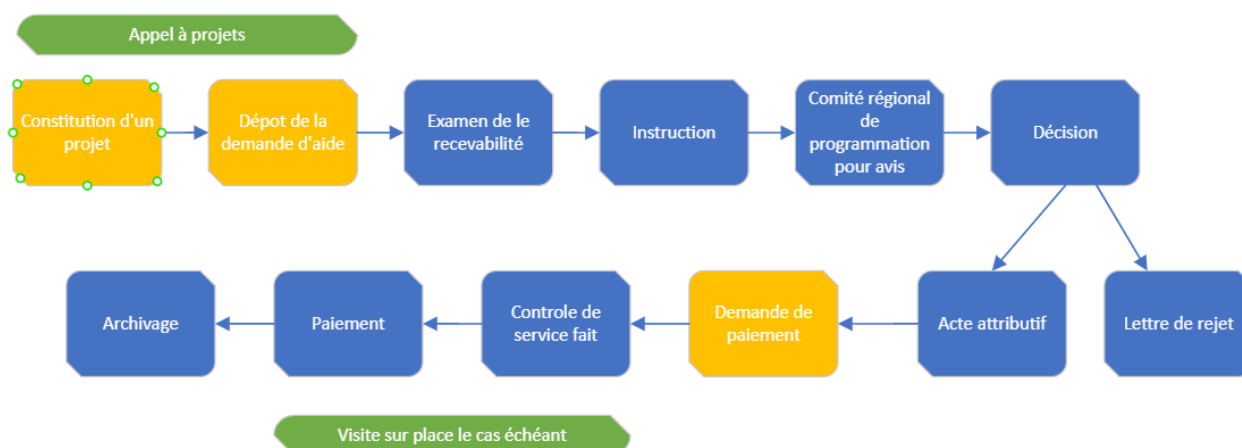 Appel à projets
Constitution d'un
projet
Dépot de la
demande d'aide
Examen de le
recevabilité
Instruction
Comité régional
de
programmation
pour avis
Décision
Archivage
Paiement
Controle de
service fait
Demande de
paiement
Acte attributif
Lettre de rejet
Visite sur place le cas échéant